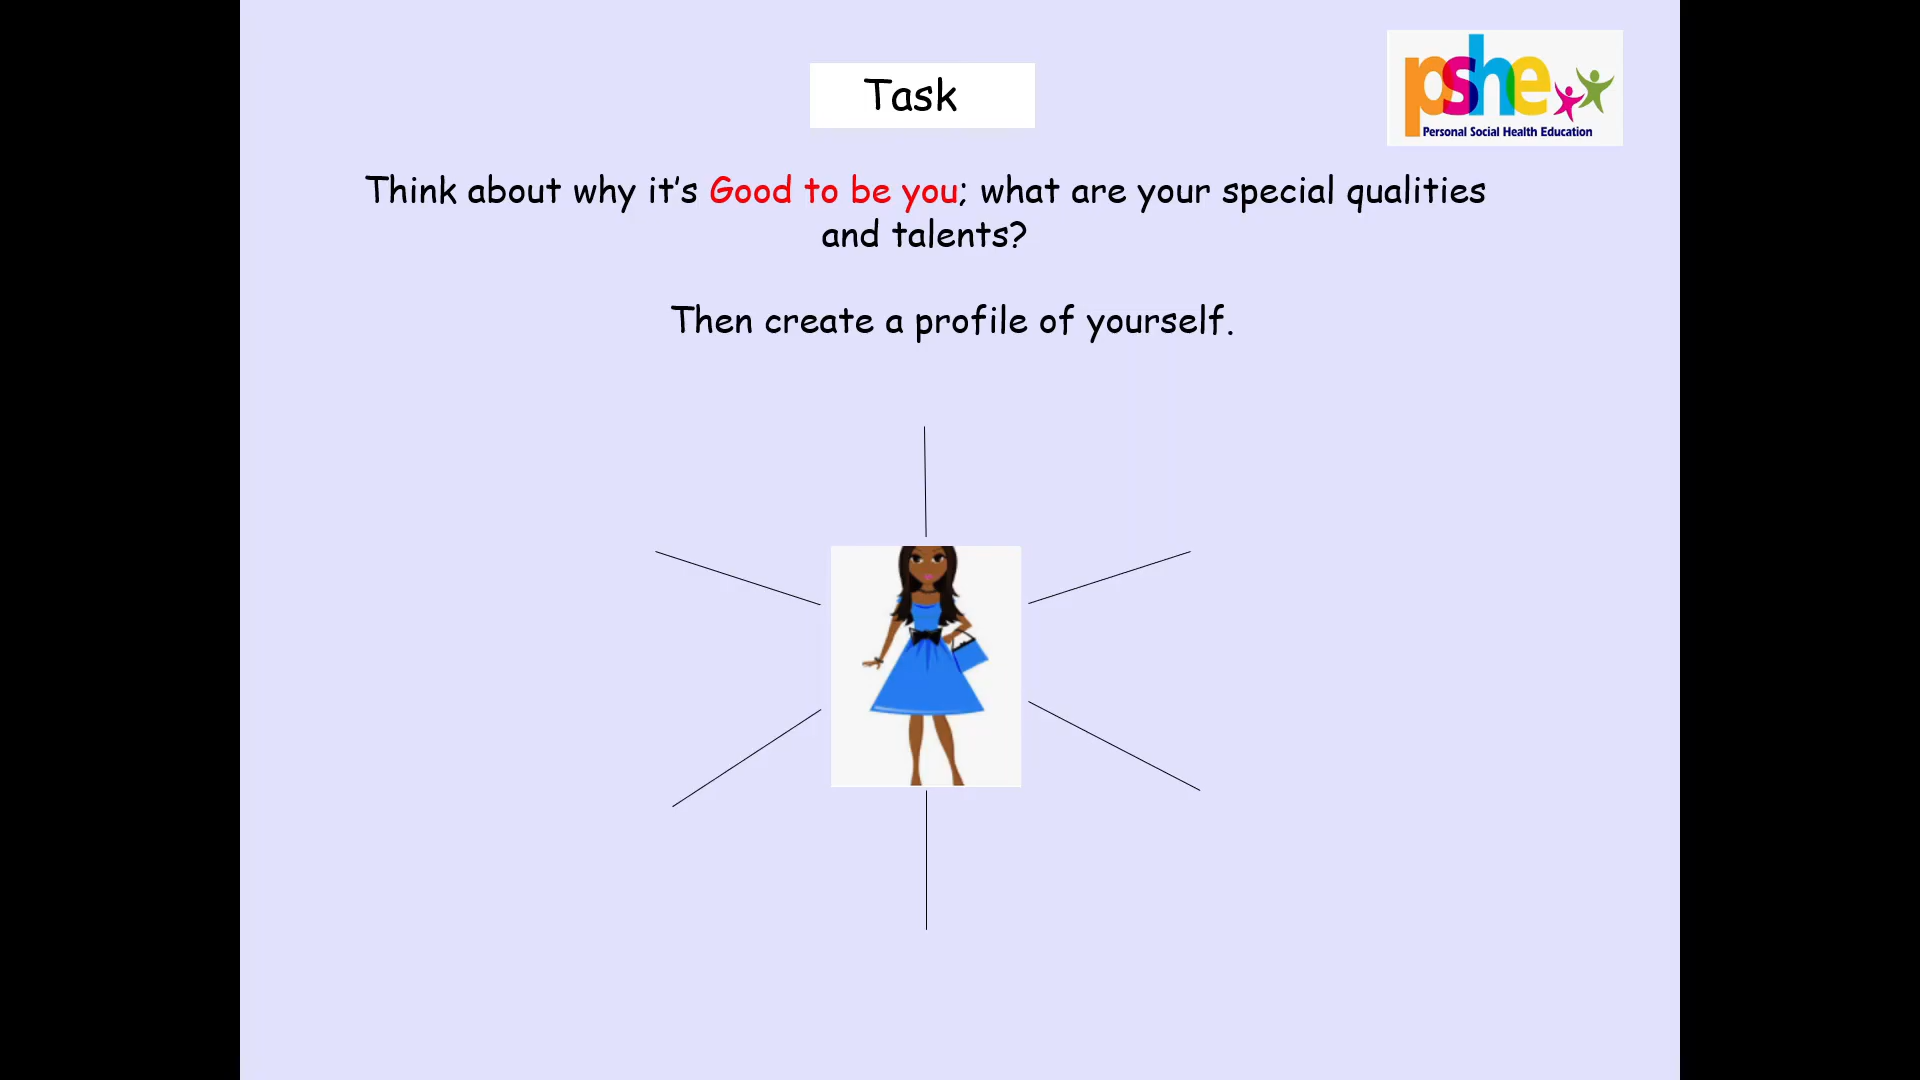 Task
pshe
Personal Social Health Education
Think about why it's Good to be you; what are your special qualities
and talents?
Then create a profile of yourself.